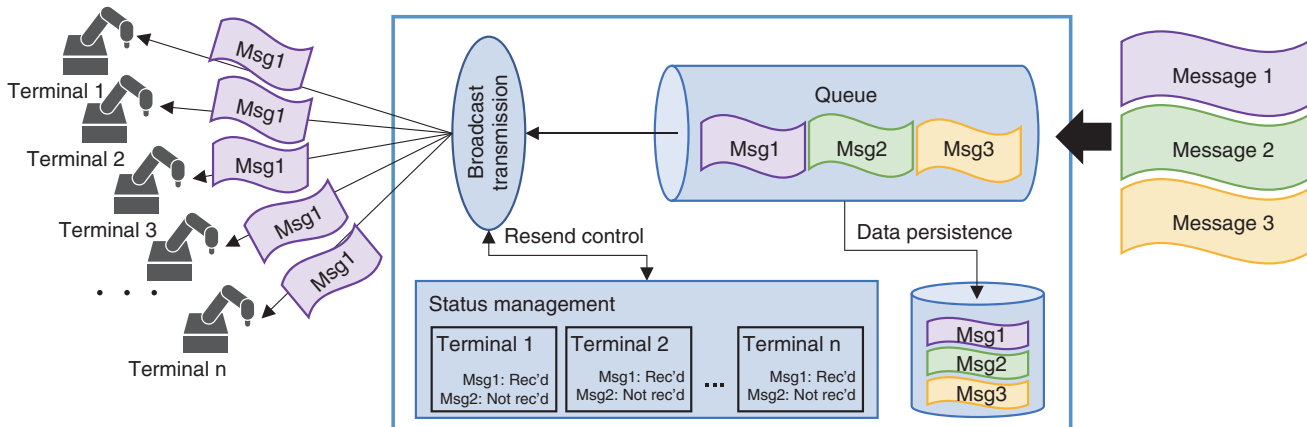 Terminal 1
Terminal 2
Terminal 3
. . .
Terminal n
Msg1
Msg1
Msg1
Msg1
Msg1
Broadcast
transmission
Queue
Msg1
Msg2
Msg3
Message 1
Message 2
Message 3
Resend control
Data persistence
Status management
Terminal 1
Msg1: Rec'd
Msg2: Not rec'd
Terminal 2
Msg1: Rec'd
Msg2: Not rec'd
...
Terminal n
Msg1: Rec'd
Msg2: Not rec'd
Msg1
Msg2
Msg3